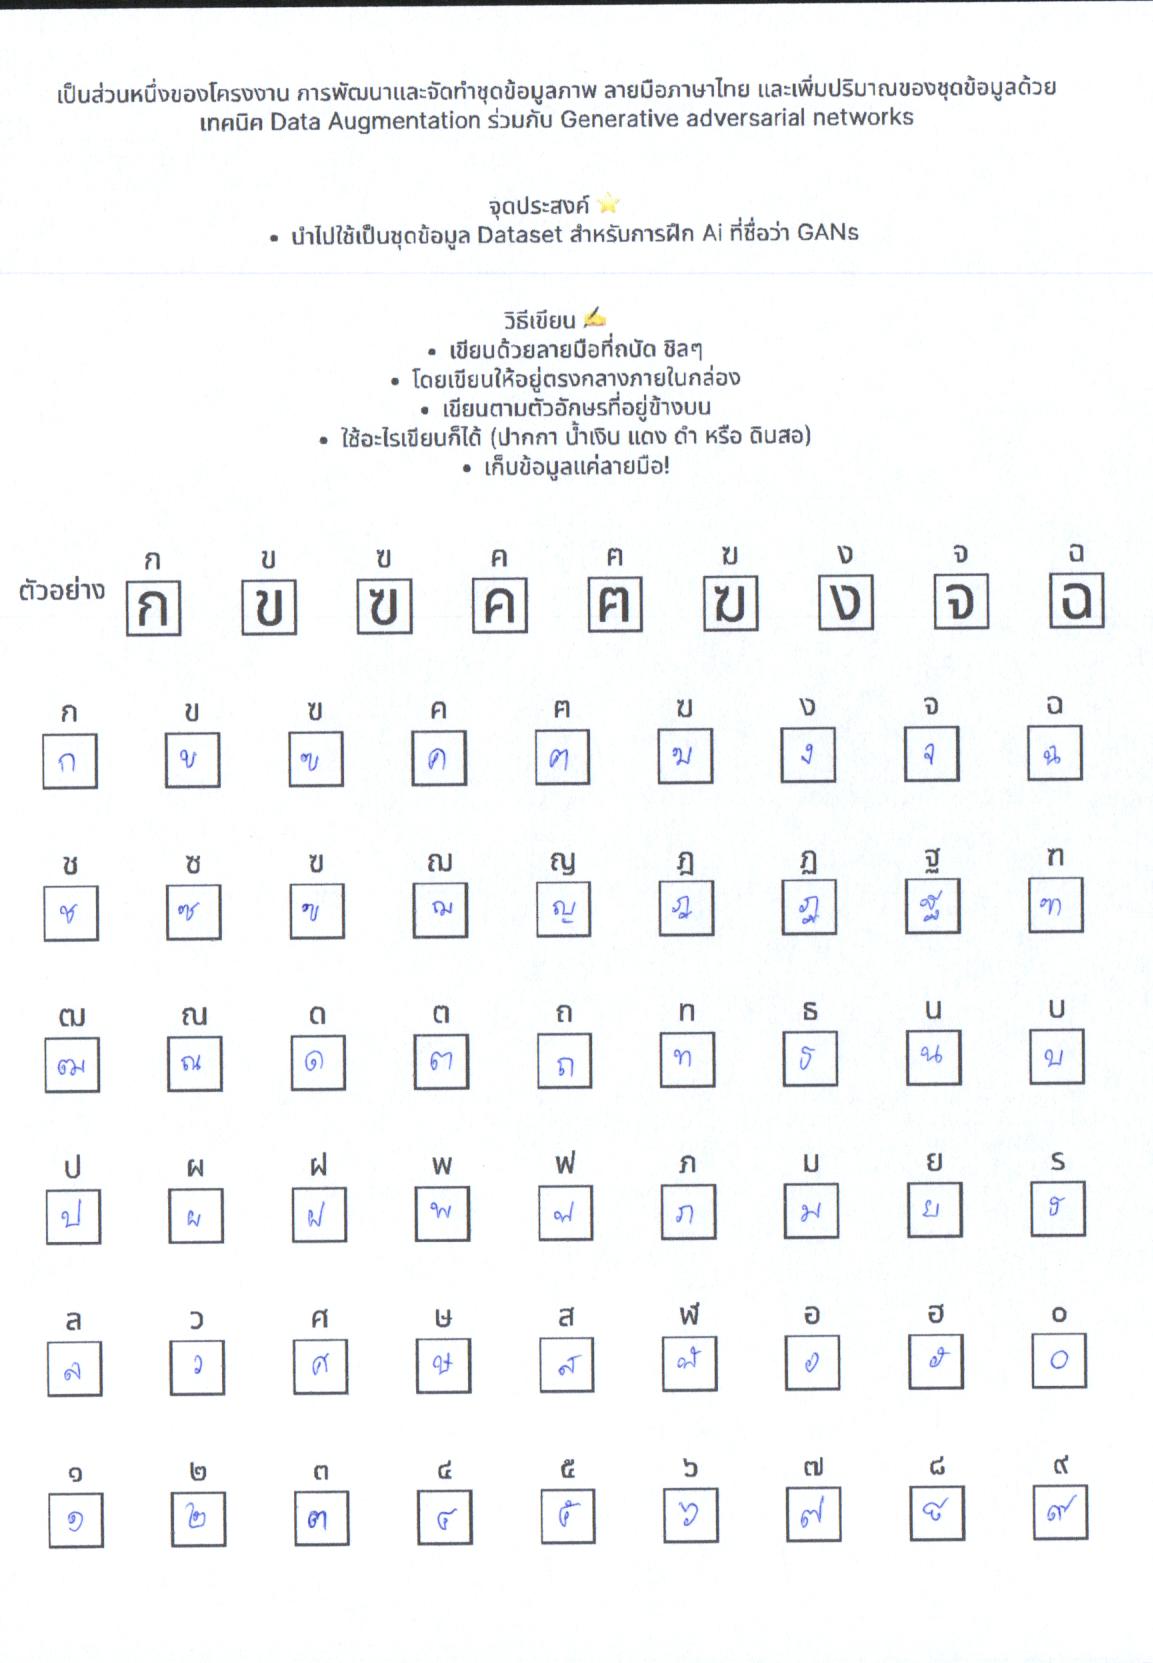 เป็นส่วนหนึ่งของโครงงาน การพัฒนาและจัดทำชุดข้อมูลภาพ ลายมือภาษาไทย และเพิ่มปริมาณของชุดข้อมูลด้วย
เทคนิค Data Augmentation ร่วมกับ Generative adversarial networks
จุดประสงค์ ⭐
• นำไปใช้เป็นชุดข้อมูล Dataset สำหรับการฝึก Ai ที่ชื่อว่า GANs
วิธีเขียน ✍
• เขียนด้วยลายมือที่ถนัด ชิลๆ
• โดยเขียนให้อยู่ตรงกลางภายในกล่อง
• เขียนตามตัวอักษรที่อยู่ข้างบน
• ใช้อะไรเขียนก็ได้ (ปากกา น้ำเงิน แดง ดำ หรือ ดินสอ)
• เก็บข้อมูลแค่ลายมือ!
ก ข ฃ ค ฅ ฆ ง จ ฉ
ตัวอย่าง ก ข ฃ ค ฅ ฆ ง จ ฉ
ก ข ฃ ค ฅ ฆ ง จ ฉ
ก ข ฃ ค ฅ ฆ ง จ ฉ
ช ซ ฃ ฌ ญ ฎ ฏ ฐ ฑ
ช ซ ฃ ฌ ญ ฎ ฏ ฐ ฑ
ฒ ณ ด ต ถ ท ธ น บ
ฒ ณ ด ต ถ ท ธ น บ
ป ผ ฝ พ ฟ ภ ม ย ร
ป ผ ฝ พ ฟ ภ ม ย ร
ล ว ศ ษ ส ฬ อ ฮ ๐
ล ว ศ ษ ส ฬ อ ฮ ๐
๑ ๒ ๓ ๔ ๕ ๖ ๗ ๘ ๙
๑ ๒ ๓ ๔ ๕ ๖ ๗ ๘ ๙